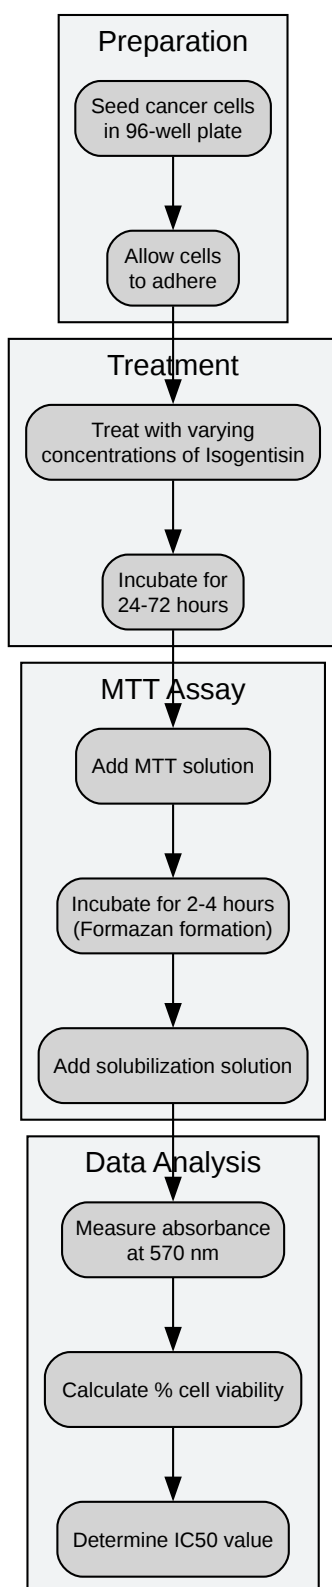 Preparation
Seed cancer cells
in 96-well plate
Allow cells
to adhere
Treatment
Treat with varying
concentrations of Isogentisin
Incubate for
24-72 hours
MTT Assay
Add MTT solution
Incubate for 2-4 hours
(Formazan formation)
Add solubilization solution
Data Analysis
Measure absorbance
at 570 nm
Calculate % cell viability
Determine IC50 value